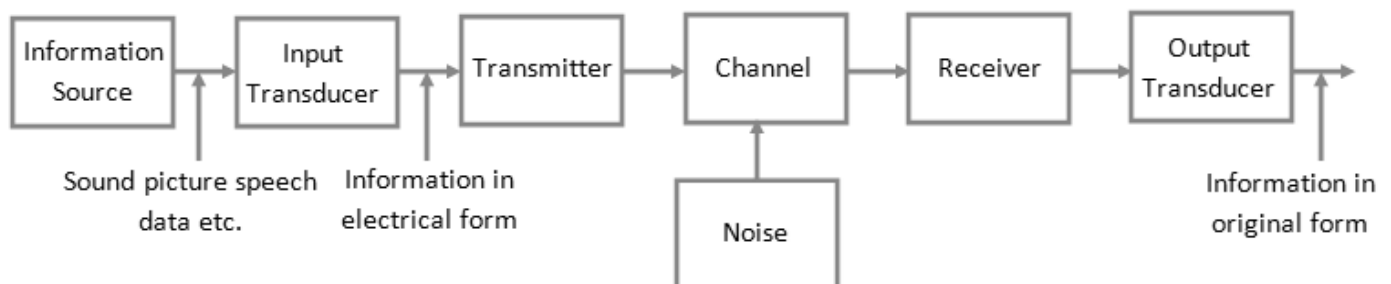 Information
Source
Input
Transducer
Transmitter
Channel
Receiver
Output
Transducer
Sound picture speech
data etc.
Information in
electrical form
Noise
Information in
original form